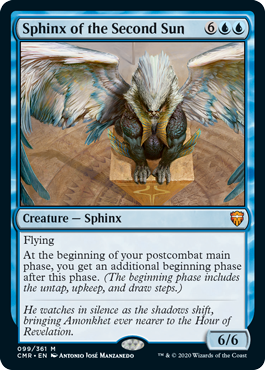 Sphinx of the Second Sun 6
Creature — Sphinx
Flying
At the beginning of your postcombat main
phase, you get an additional beginning phase
after this phase. (The beginning phase includes
the untap, upkeep, and draw steps.)
He watches in silence as the shadows shift,
bringing Amonkhet ever nearer to the Hour of
Revelation.
6/6
099/361 M
CMR • EN ANTONIO JOSÉ MANZANEDO
™ & © 2020 Wizards of the Coast